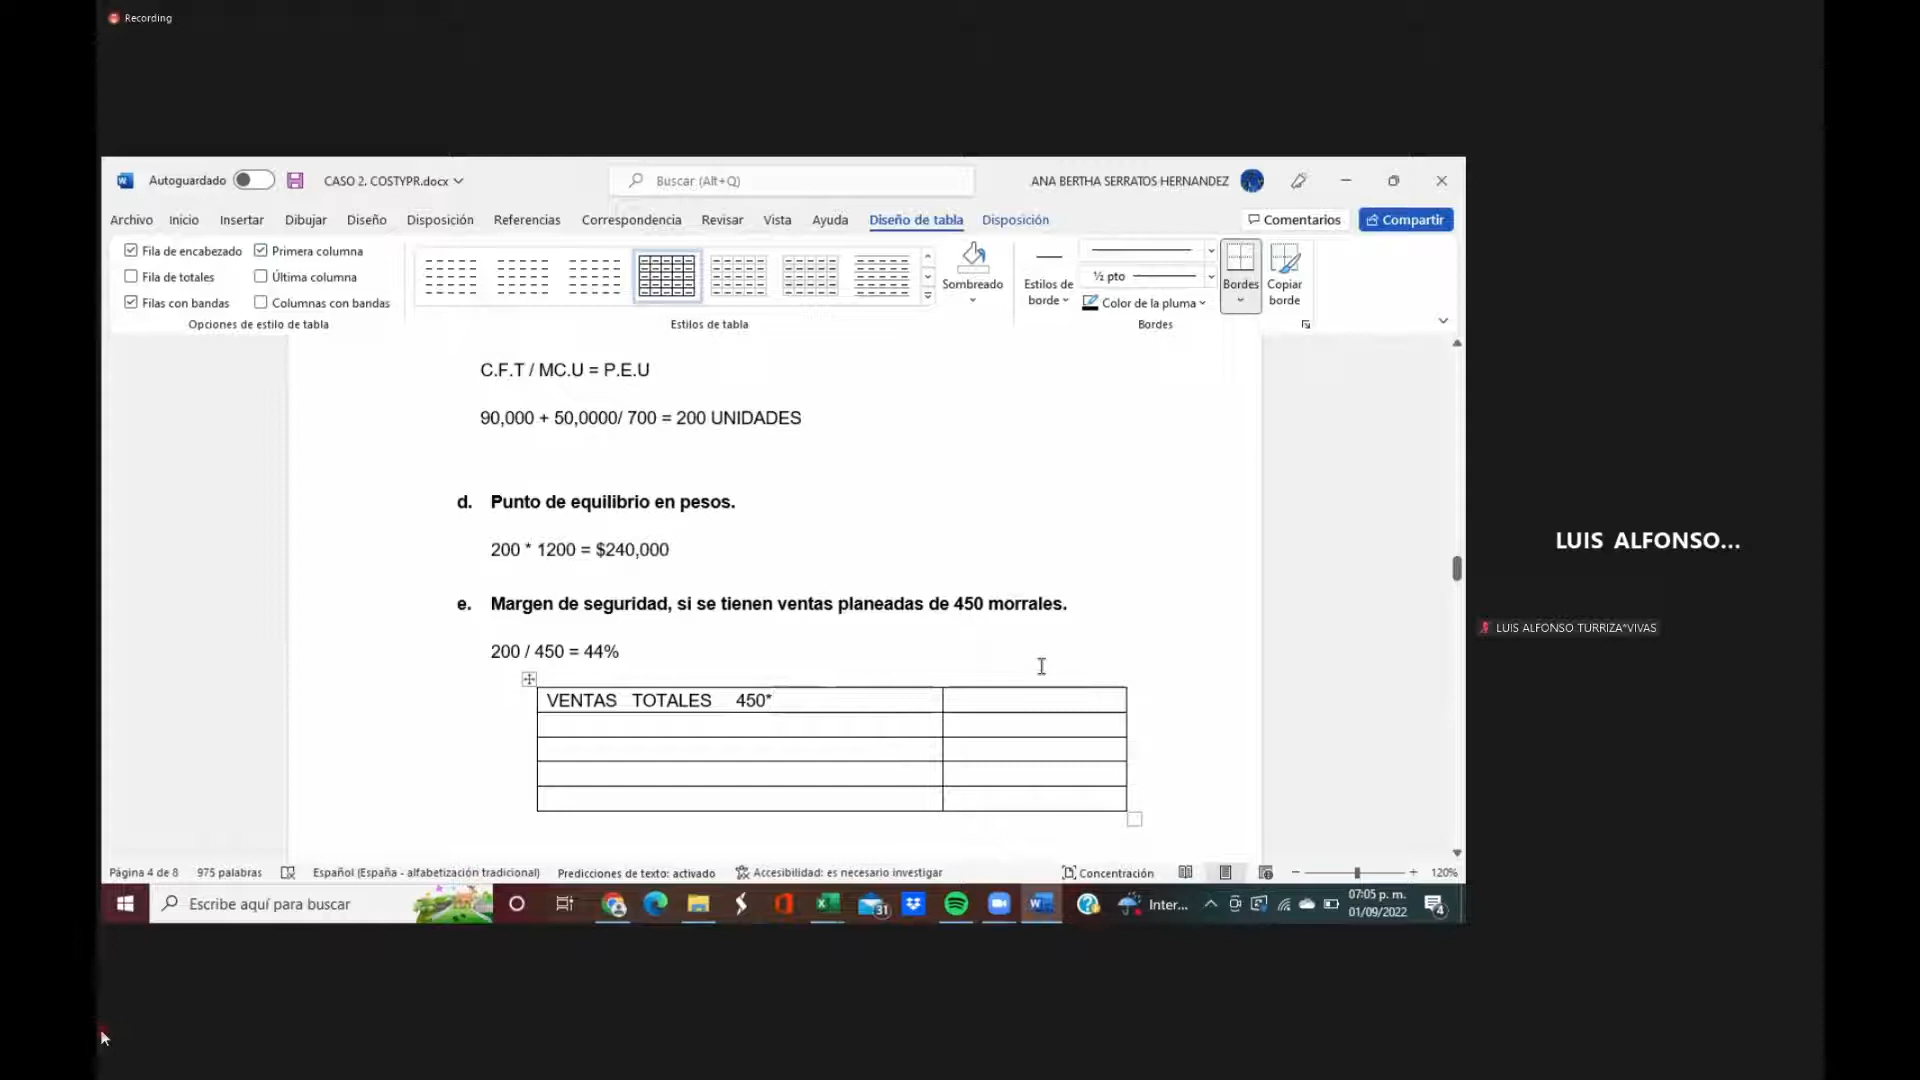 Recording
Autoguardado
CASO 2. COSTYPR.docx
Buscar (Alt+Q)
ANA BERTHA SERRATOS HERNANDEZ
Archivo Inicio Insertar Dibujar Diseño Disposición Referencias Correspondencia Revisar Vista Ayuda Diseño de tabla Disposición Comentarios Compartir
Fila de encabezado Primera columna
Fila de totales Última columna
Filas con bandas Columnas con bandas
Opciones de estilo de tabla
Estilos de tabla
Sombreado
Estilos de borde
½ pto
Color de la pluma
Bordes
Copiar borde
Bordes
C.F.T / MC.U = P.E.U
90,000 + 50,0000/ 700 = 200 UNIDADES
d. Punto de equilibrio en pesos.
200 * 1200 = $240,000
e. Margen de seguridad, si se tienen ventas planeadas de 450 morrales.
200 / 450 = 44%
VENTAS TOTALES 450*
LUIS ALFONSO...
LUIS ALFONSO TURRIZA*VIVAS
Página 4 de 8 975 palabras Español (España - alfabetización tradicional) Predicciones de texto: activado Accesibilidad: es necesario investigar Concentración 120%
Escribe aquí para buscar
31
Inter...
07:05 p. m.
01/09/2022
4